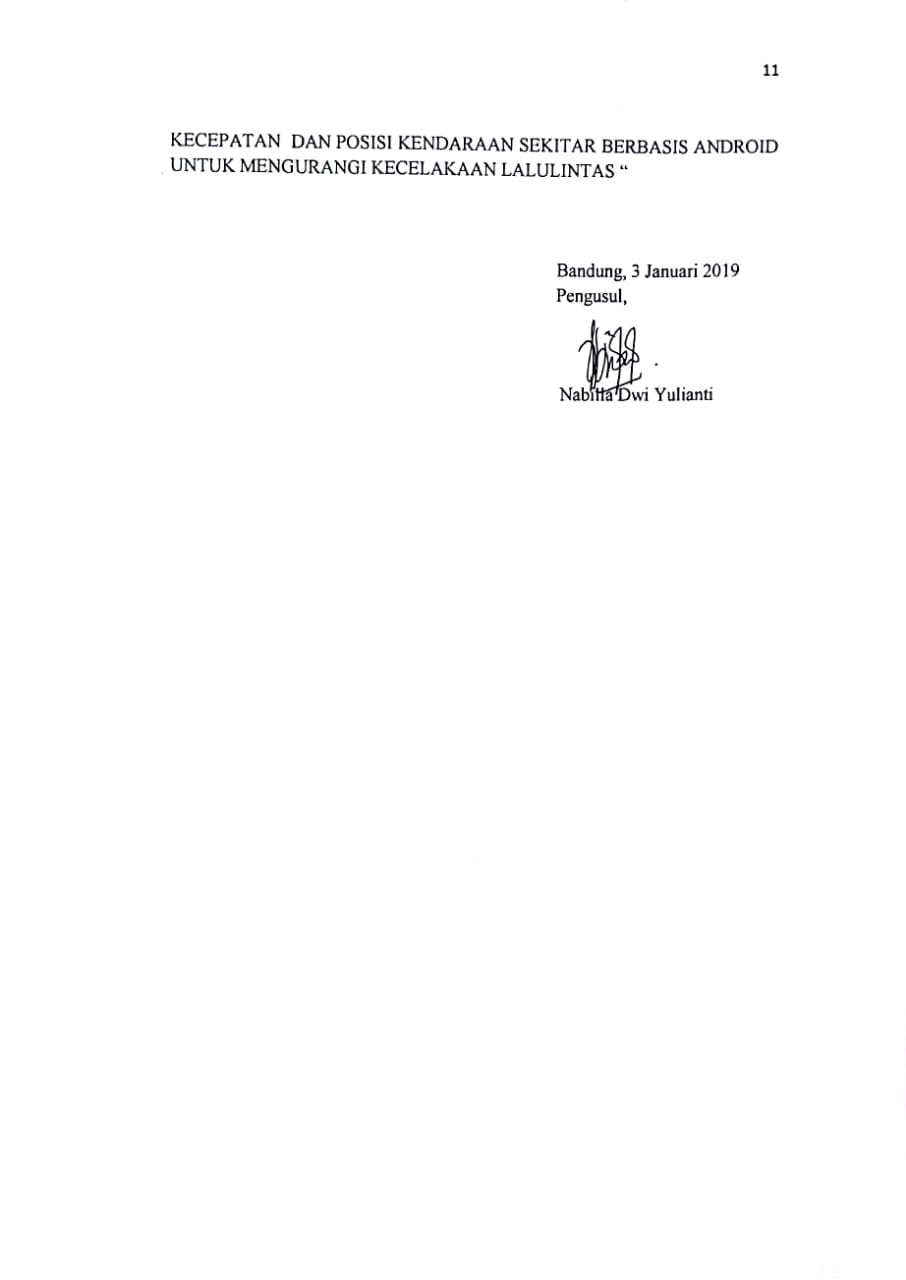 11
KECEPATAN DAN POSISI KENDARAAN SEKITAR BERBASIS ANDROID
UNTUK MENGURANGI KECELAKAAN LALULINTAS “
Bandung, 3 Januari 2019
Pengusul,
Nabilla Dwi Yulianti